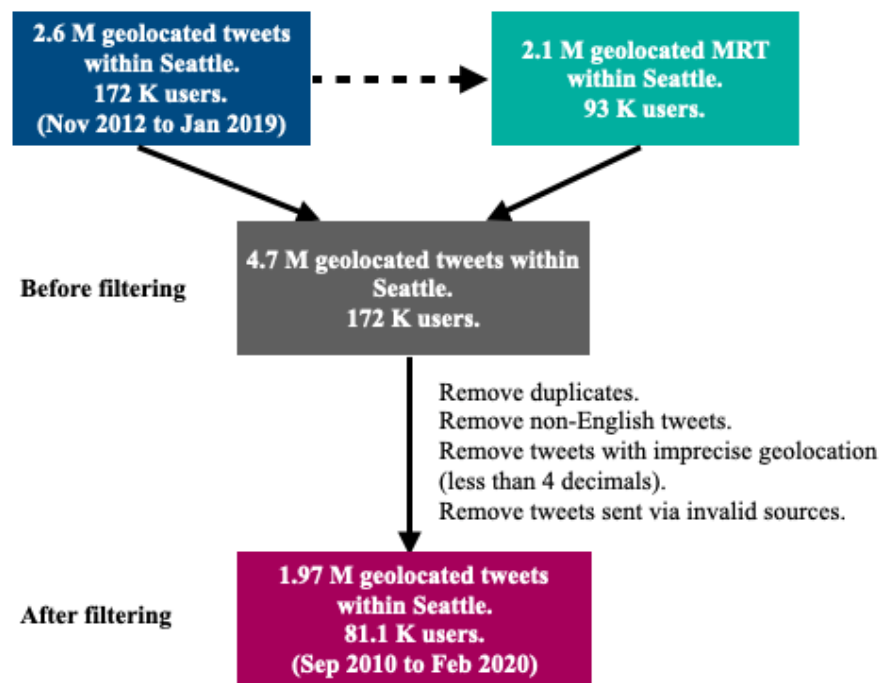 2.6 M geolocated tweets
within Seattle.
172 K users.
(Nov 2012 to Jan 2019)
2.1 M geolocated MRT
within Seattle.
93 K users.
Before filtering
4.7 M geolocated tweets within
Seattle.
172 K users.
Remove duplicates.
Remove non-English tweets.
Remove tweets with imprecise geolocation
(less than 4 decimals).
Remove tweets sent via invalid sources.
After filtering
1.97 M geolocated tweets
within Seattle.
81.1 K users.
(Sep 2010 to Feb 2020)